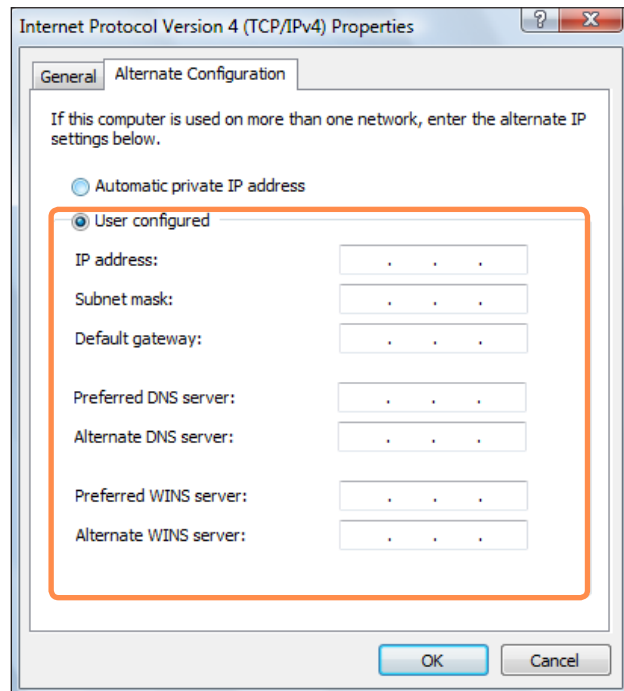 Internet Protocol Version 4 (TCP/IPv4) Properties
General
Alternate Configuration
If this computer is used on more than one network, enter the alternate IP
settings below.
Automatic private IP address
User configured
IP address:
. . .
Subnet mask:
. . .
Default gateway:
. . .
Preferred DNS server:
. . .
Alternate DNS server:
. . .
Preferred WINS server:
. . .
Alternate WINS server:
. . .
OK
Cancel